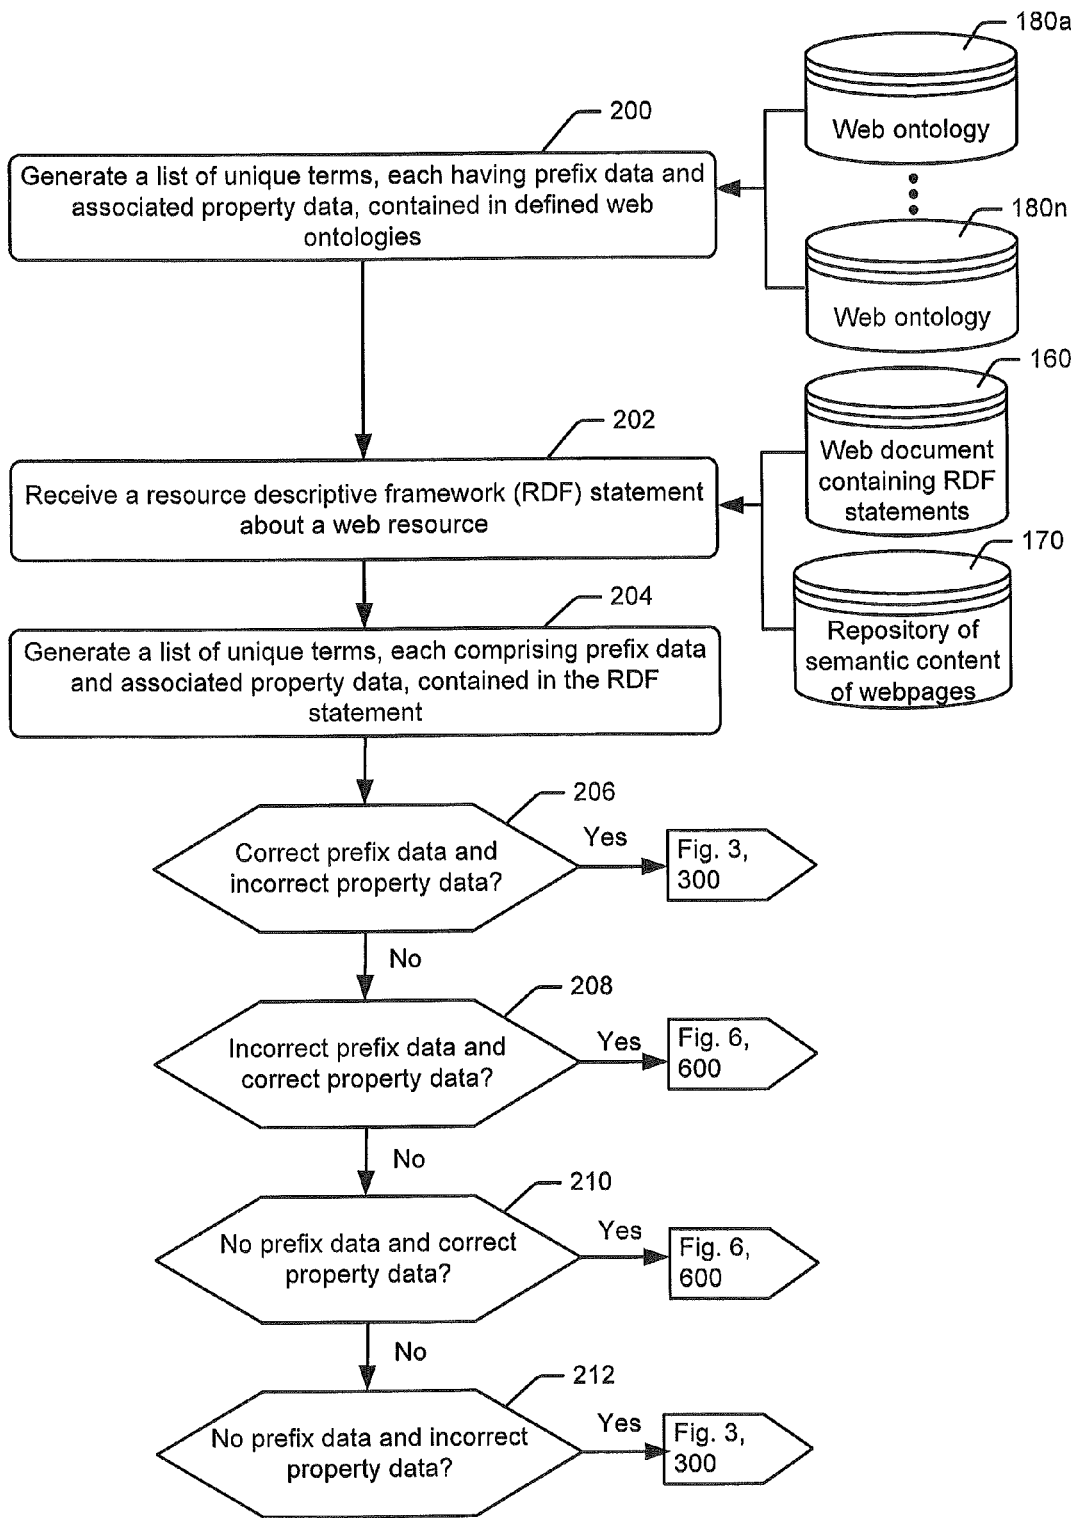 180a
Web ontology
200
Generate a list of unique terms, each having prefix data and
associated property data, contained in defined web
ontologies
180n
Web ontology
160
Web document
containing RDF
statements
202
Receive a resource descriptive framework (RDF) statement
about a web resource
170
Repository of
semantic content
of webpages
204
Generate a list of unique terms, each comprising prefix data
and associated property data, contained in the RDF
statement
206
Correct prefix data and
incorrect property data?
Yes
Fig. 3,
300
No
208
Incorrect prefix data and
correct property data?
Yes
Fig. 6,
600
No
210
No prefix data and correct
property data?
Yes
Fig. 6,
600
No
212
No prefix data and incorrect
property data?
Yes
Fig. 3,
300